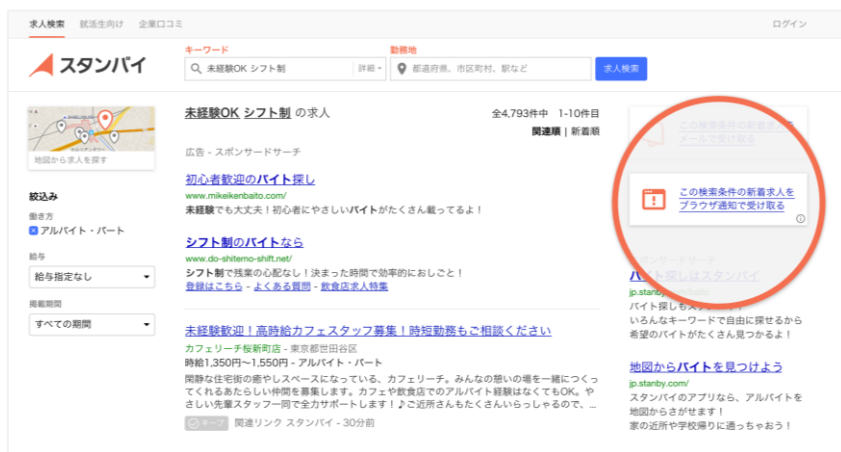 求人検索 就活生向け 企業口コミ ログイン
スタンバイ
キーワード 勤務地
未経験OK シフト制 詳細 都道府県、市区町村、駅など 求人検索
地図から求人を探す
絞込み
働き方
アルバイト・パート
給与
給与指定なし
掲載期間
すべての期間
未経験OK シフト制 の求人 全4,793件中 1-10件目
関連順 | 新着順
広告 - スポンサードサーチ
初心者歓迎のバイト探し
www.mikeikenbaito.com/
未経験でも大丈夫！初心者にやさしいバイトがたくさん載ってるよ！
シフト制のバイトなら
www.do-shitemo-shift.net/
シフト制で残業の心配なし！決まった時間で効率的におしごと！
登録はこちら - よくある質問 - 飲食店求人特集
未経験歓迎！高時給カフェスタッフ募集！時短勤務もご相談ください
カフェリーチ桜新町店 - 東京都世田谷区
時給1,350円〜1,550円 - アルバイト・パート
閑静な住宅街の癒やしスペースになっている、カフェリーチ。みんなの憩いの場を一緒につくっ
てくれるあたらしい仲間を募集します。カフェや飲食店でのアルバイト経験はなくてもOK。や
さしい先輩スタッフ一同で全力サポートします！♪ご近所さんもたくさんいらっしゃるので、...
キープ 関連リンク スタンバイ - 30分前
この検索条件の新着求人を
メールで受け取る
この検索条件の新着求人を
ブラウザ通知で受け取る
スポンサードサーチ
バイト探しはスタンバイ
jp.stanby.com/baito
バイト探しも
いろんなキーワードで自由に探せるから
希望のバイトがたくさん見つかるよ！
地図からバイトを見つけよう
jp.stanby.com/
スタンバイのアプリなら、アルバイトを
地図からさがせます！
家の近所や学校帰りに通っちゃおう！